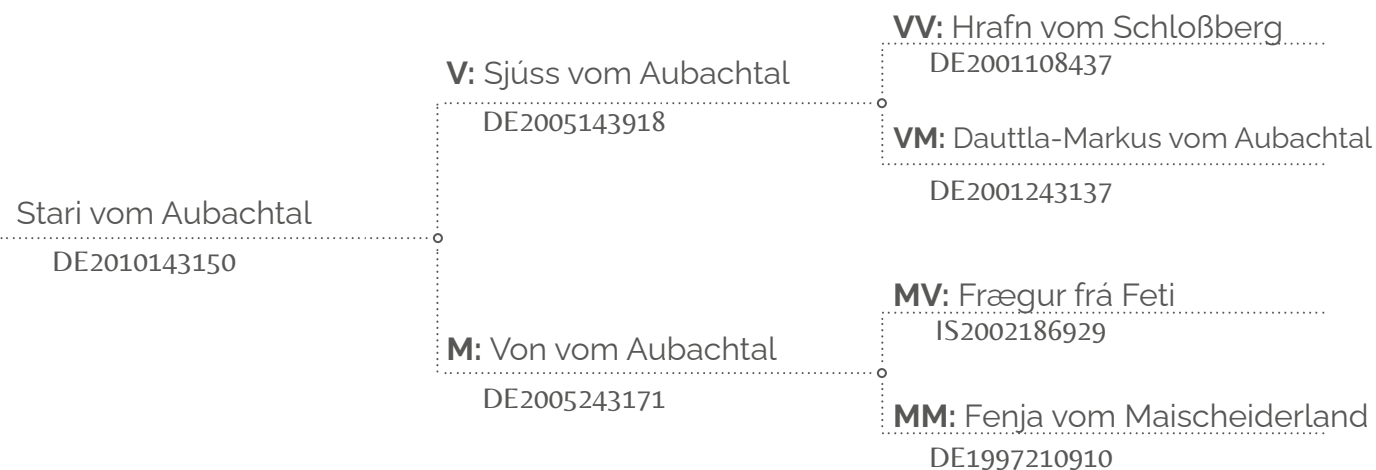 VV: Hrafn vom Schloßberg
DE2001108437
V: Sjúss vom Aubachtal
DE2005143918
VM: Dauttla-Markus vom Aubachtal
DE2001243137
Stari vom Aubachtal
DE2010143150
MV: Frægur frá Feti
IS2002186929
M: Von vom Aubachtal
DE2005243171
MM: Fenja vom Maischeiderland
DE1997210910